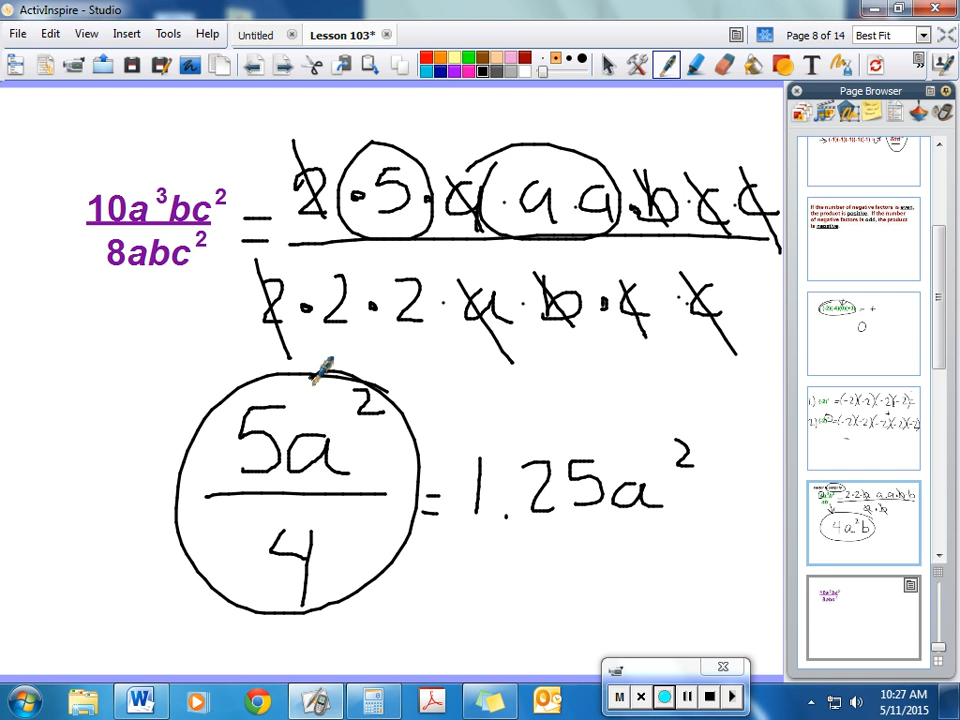 ActivInspire - Studio
File Edit View Insert Tools Help
Untitled
Lesson 103*
Page 8 of 14
Best Fit
Page Browser
10a³bc² / 8abc² = 2 · 5 · a · a a · b · c · c / 2 · 2 · 2 · a · b · c · c
5a² / 4 = 1.25a²
If the number of negative factors is even,
the product is positive. If the number
of negative factors is odd, the product
is negative.
4a²b
10a³bc²
8abc²
M
W
10:27 AM
5/11/2015